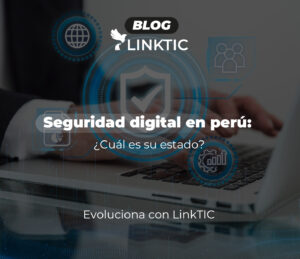 BLOG
LINKTIC
Seguridad digital en perú:
¿Cuál es su estado?
Evoluciona con LinkTIC